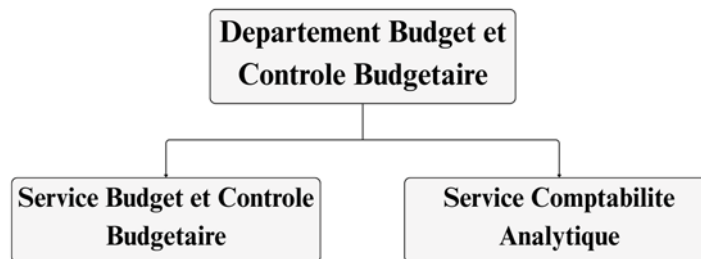 Departement Budget et
Controle Budgetaire
Service Budget et Controle
Budgetaire
Service Comptabilite
Analytique